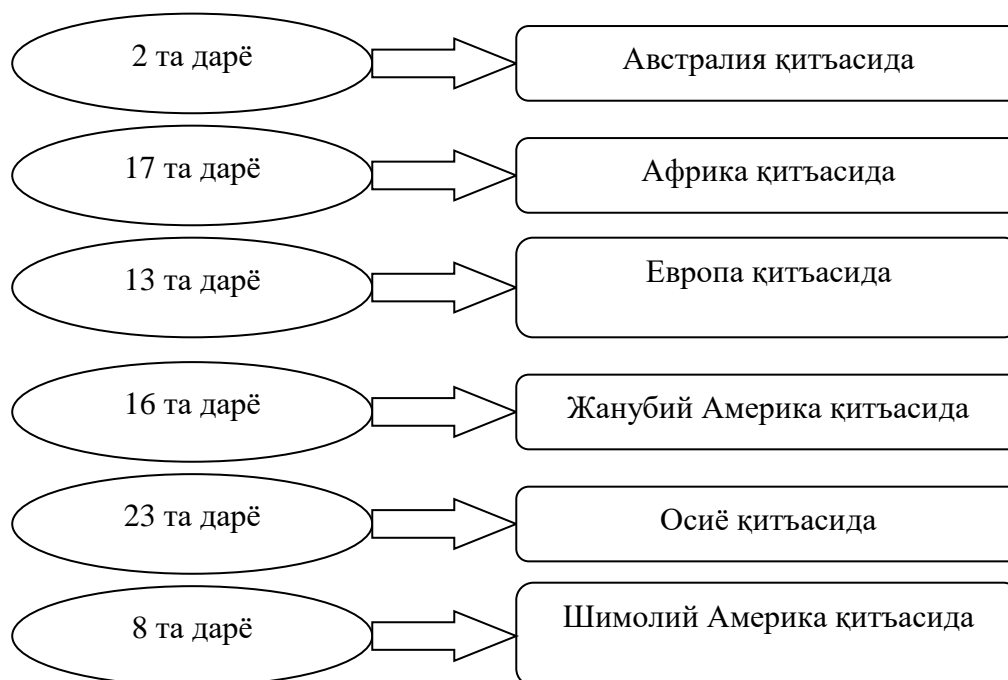 2 та дарё
Австралия қитъасида
17 та дарё
Африка қитъасида
13 та дарё
Европа қитъасида
16 та дарё
Жанубий Америка қитъасида
23 та дарё
Осиё қитъасида
8 та дарё
Шимолий Америка қитъасида